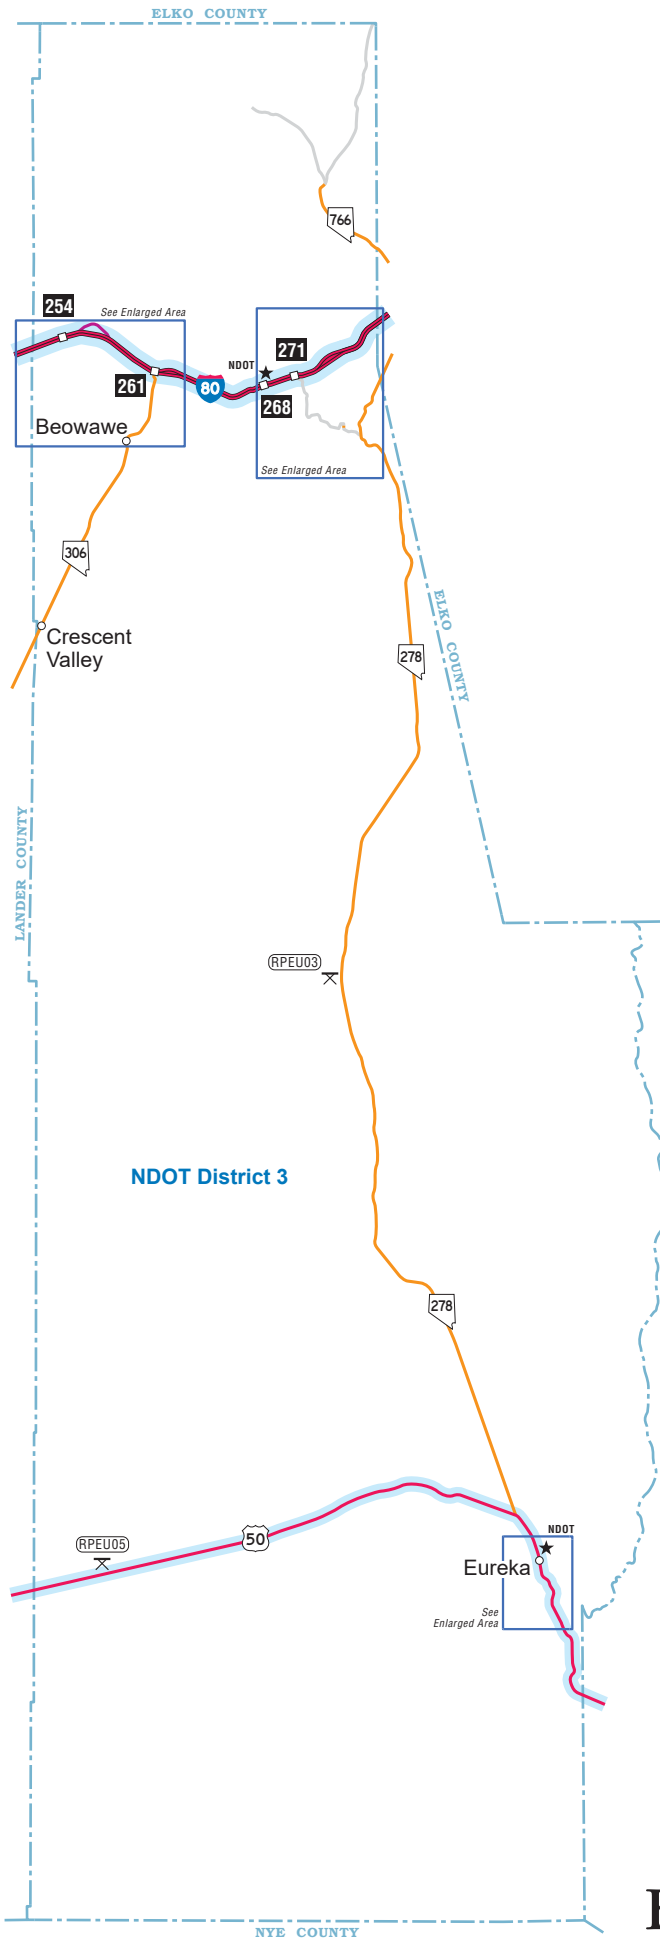 ELKO COUNTY
766
254
See Enlarged Area
NDOT
271
261
80
268
Beowawe
See Enlarged Area
306
ELKO COUNTY
Crescent
Valley
278
LANDER COUNTY
RPEU03
NDOT District 3
278
50
NDOT
RPEU05
Eureka
See
Enlarged Area
NYE COUNTY